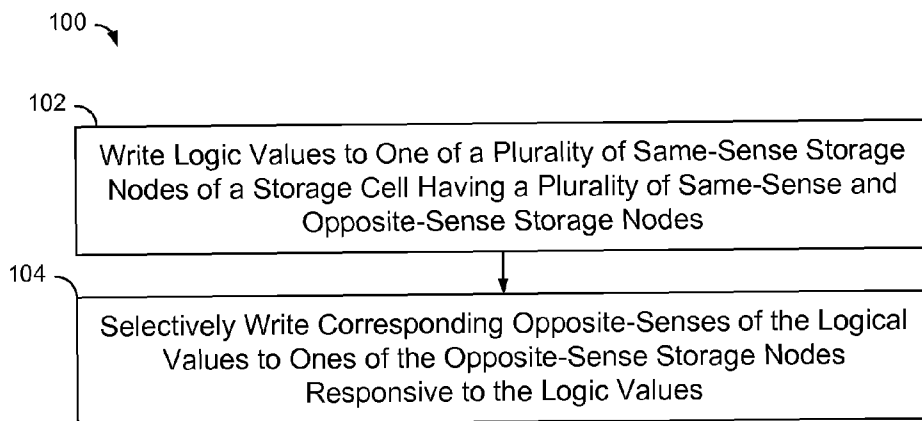 100
102
Write Logic Values to One of a Plurality of Same-Sense Storage
Nodes of a Storage Cell Having a Plurality of Same-Sense and
Opposite-Sense Storage Nodes
104
Selectively Write Corresponding Opposite-Senses of the Logical
Values to Ones of the Opposite-Sense Storage Nodes
Responsive to the Logic Values